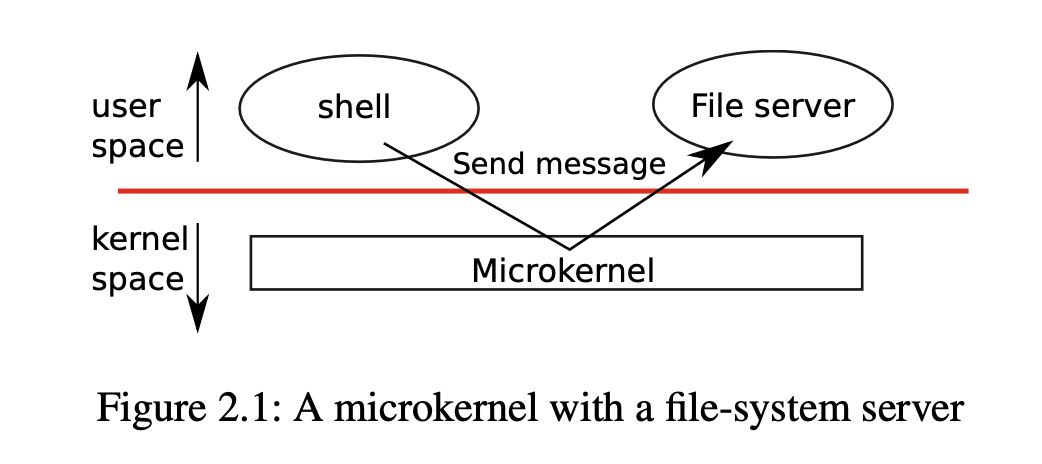 user
space
shell
File server
Send message
kernel
space
Microkernel
Figure 2.1: A microkernel with a file-system server